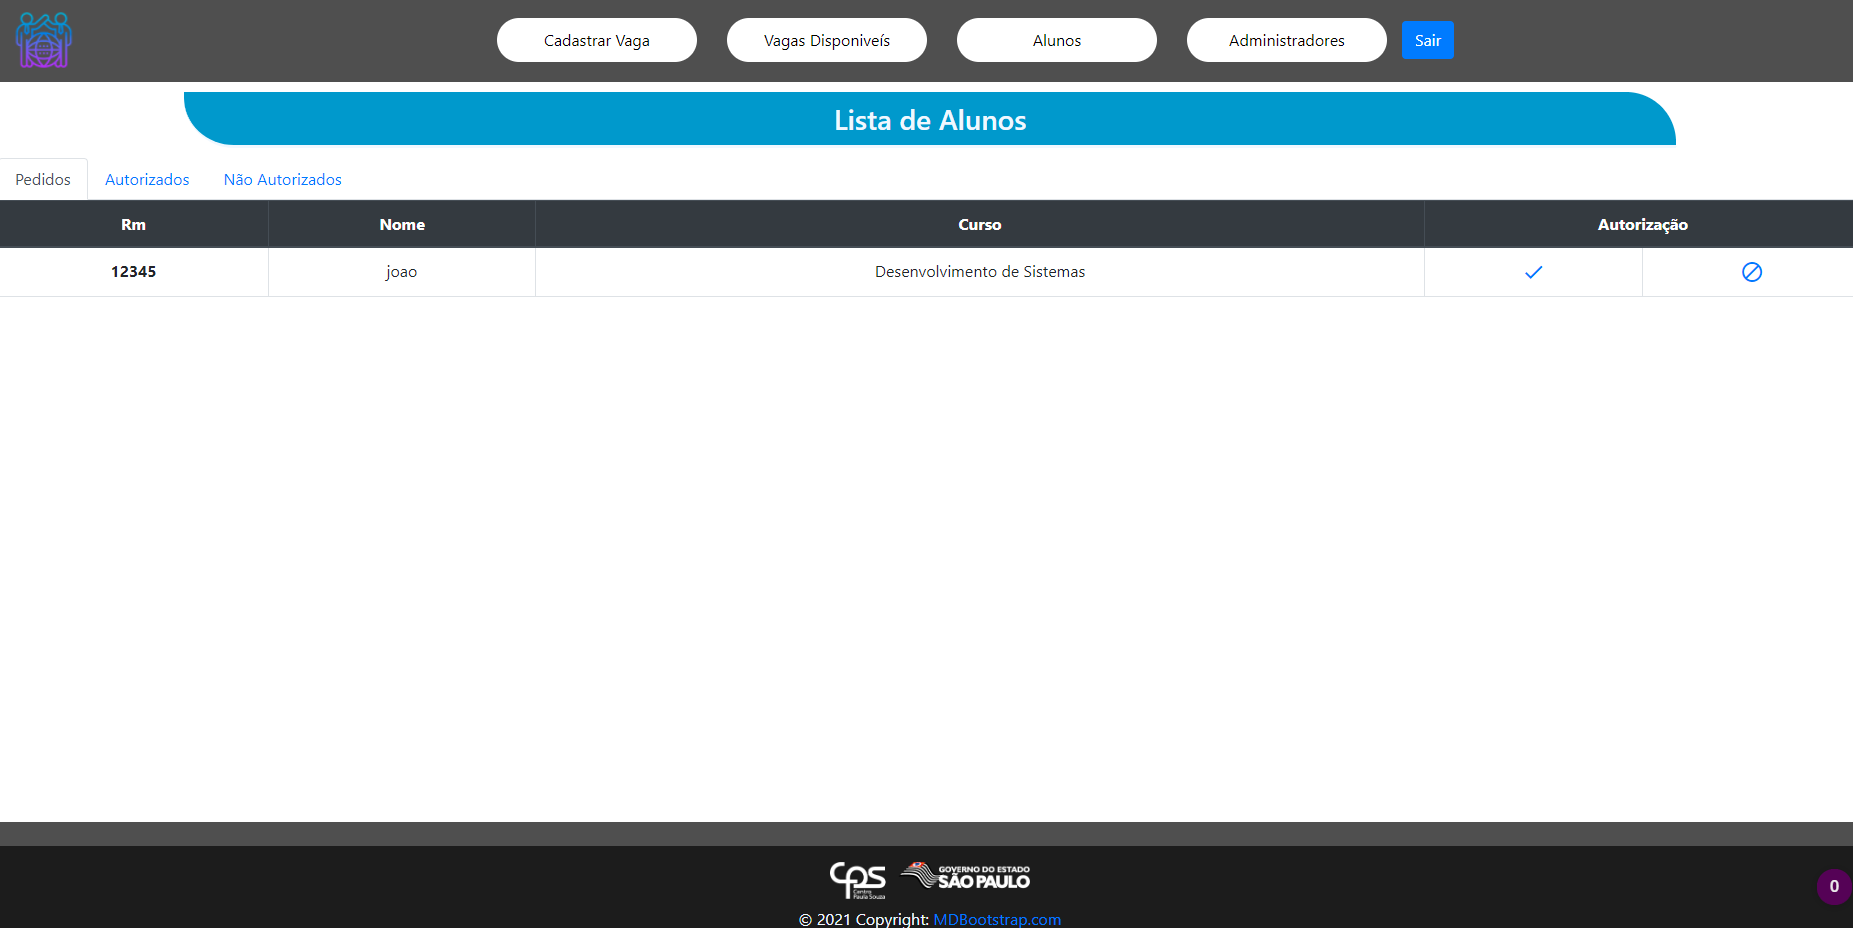 Cadastrar Vaga Vagas Disponiveís Alunos Administradores Sair
Lista de Alunos
Pedidos Autorizados Não Autorizados
Rm Nome Curso Autorização
12345 joao Desenvolvimento de Sistemas
CPS
Centro
Paula Souza
GOVERNO DO ESTADO
SÃO PAULO
0
© 2021 Copyright: MDBootstrap.com